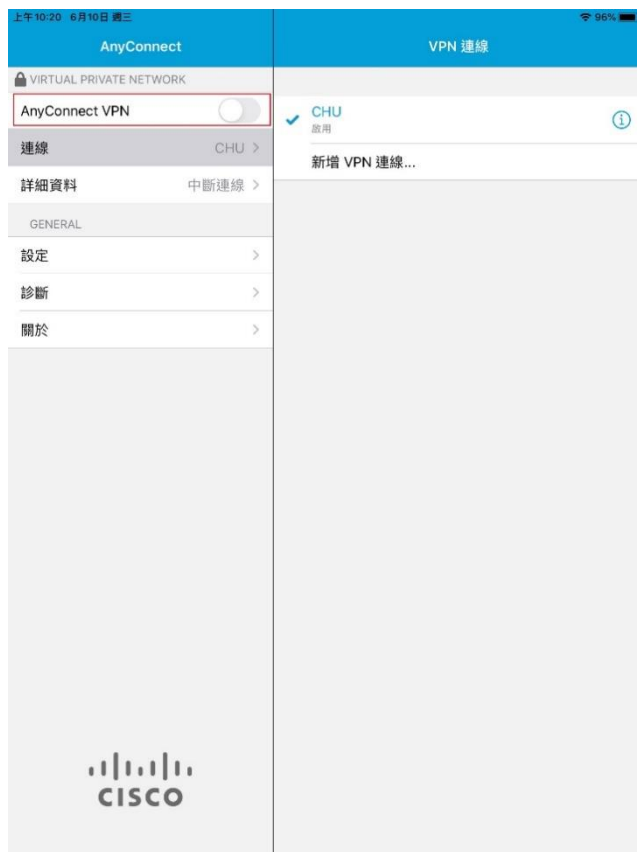 上午10:20 6月10日 週三
96%
AnyConnect
VPN 連線
VIRTUAL PRIVATE NETWORK
AnyConnect VPN
連線 CHU
詳細資料 中斷連線
GENERAL
設定
診斷
關於
CHU
啟用
新增 VPN 連線...
CISCO